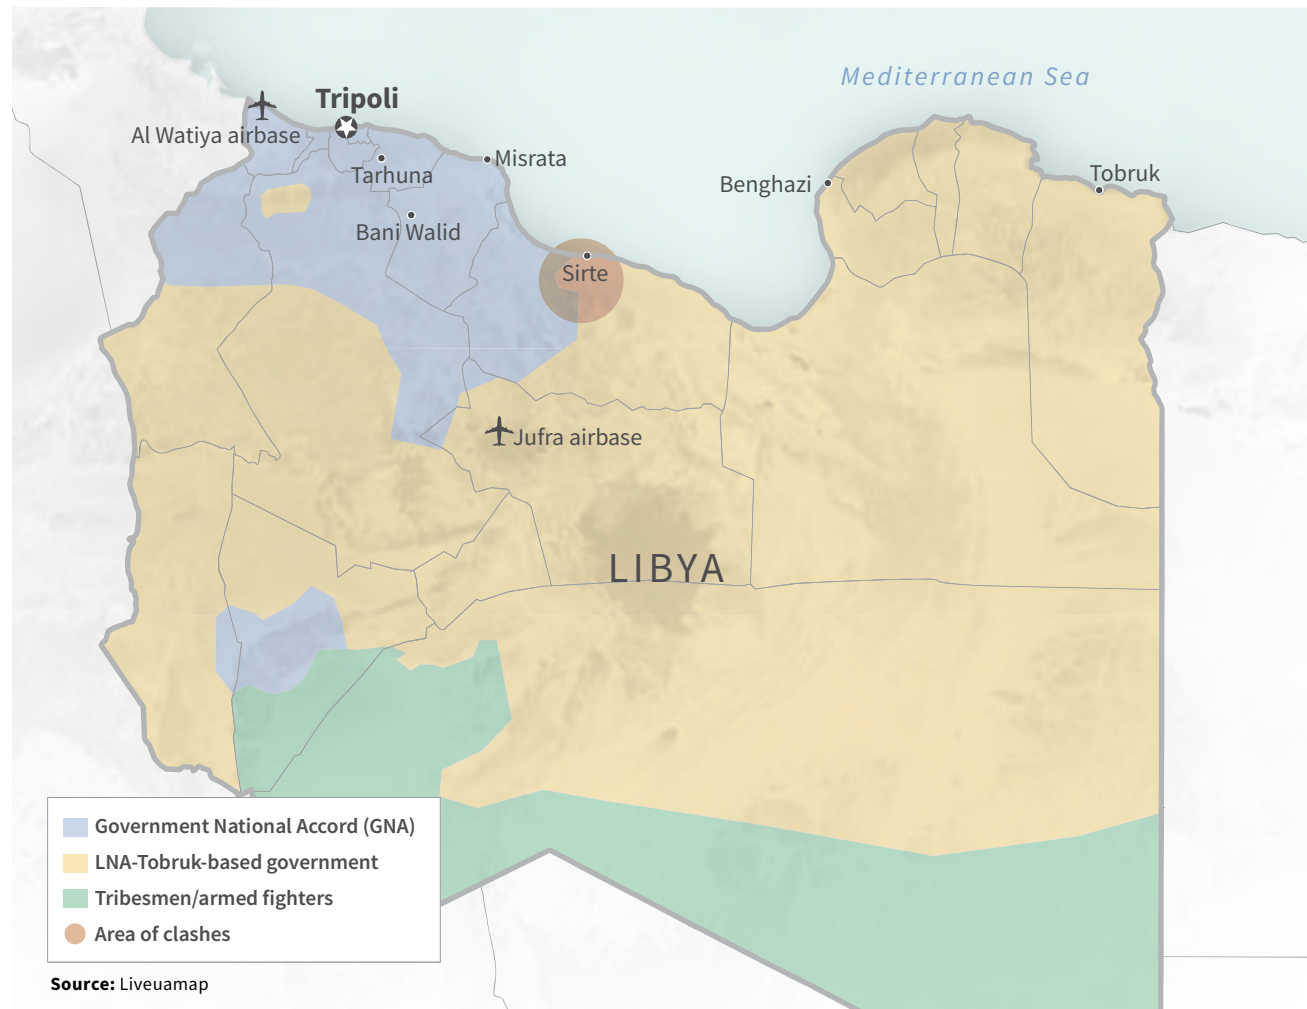 Mediterranean Sea
Tripoli
Al Watiya airbase
Misrata
Tarhuna
Tobruk
Benghazi
Bani Walid
Sirte
Jufra airbase
LIBYA
Government National Accord (GNA)
LNA-Tobruk-based government
Tribesmen/armed fighters
Area of clashes
Source: Liveuamap